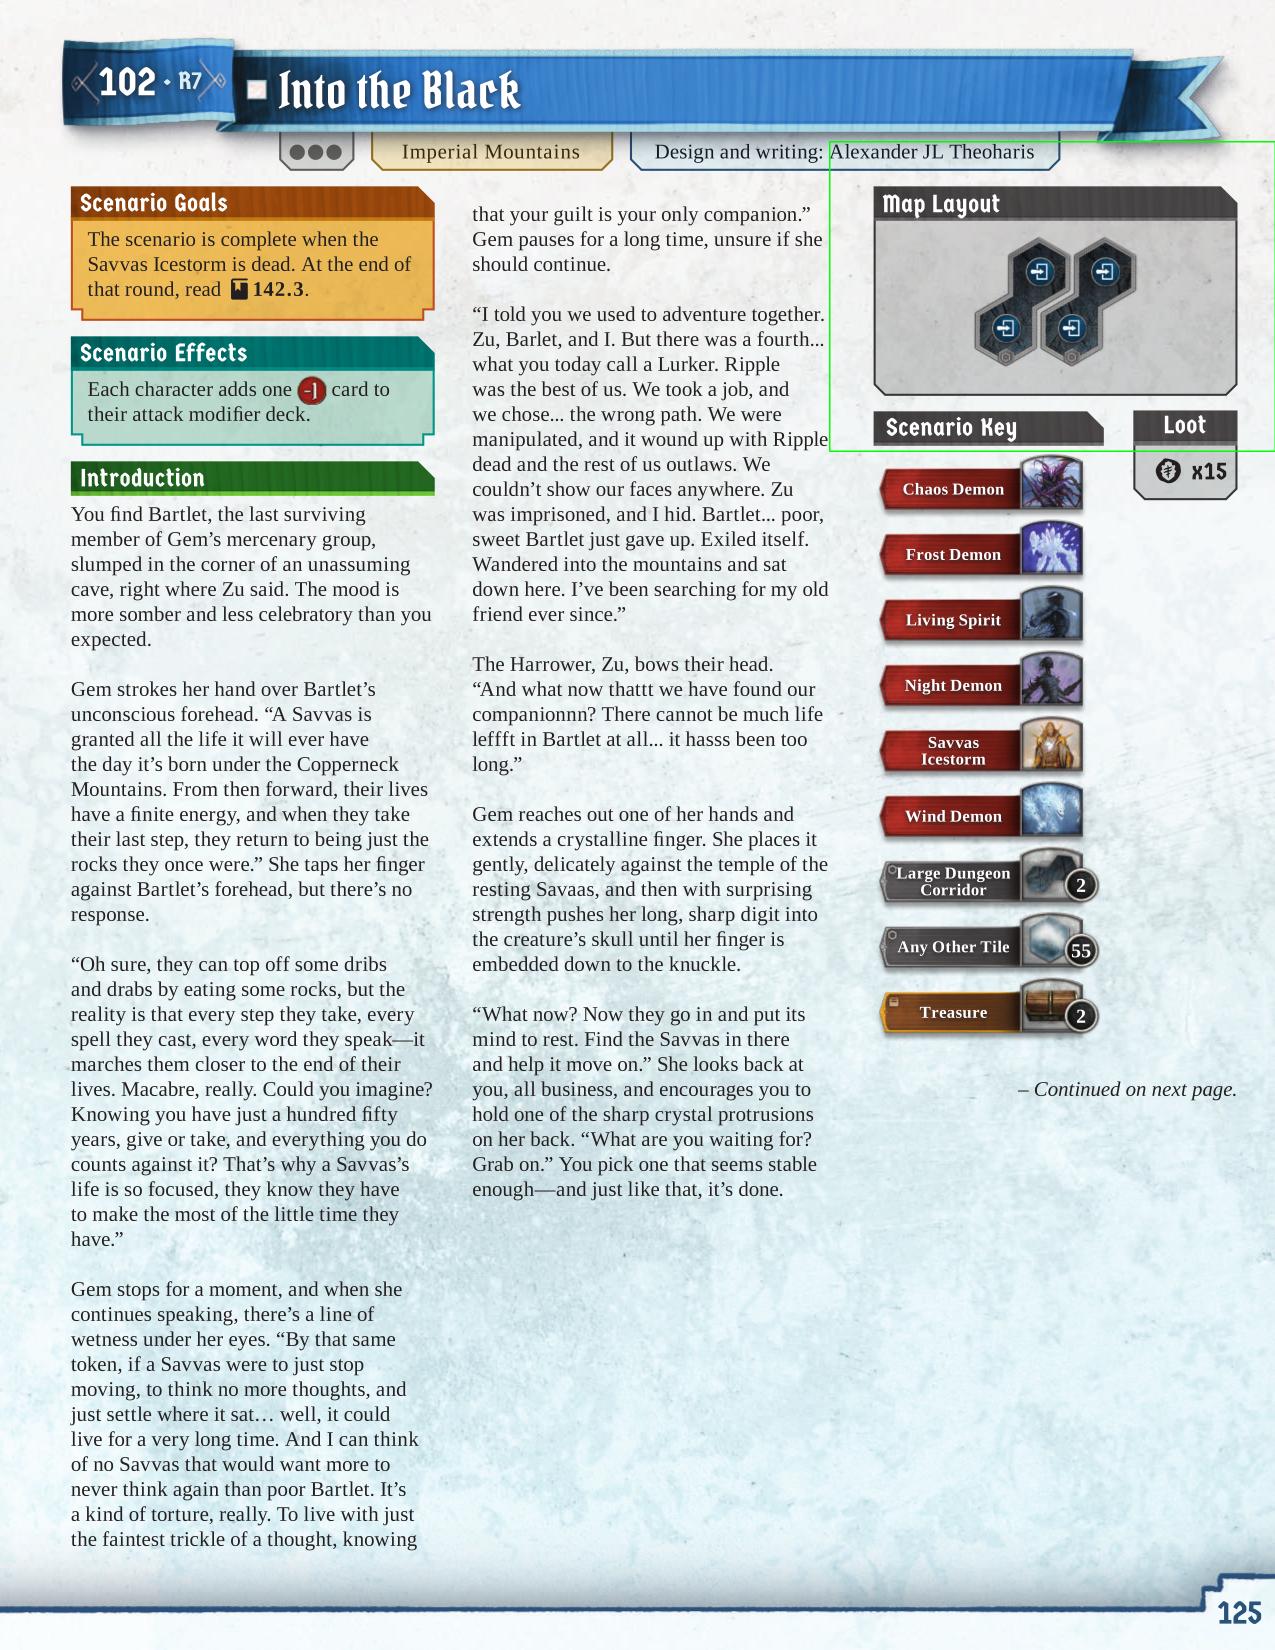 102 · R7
Into the Black
Imperial Mountains
Design and writing: Alexander JL Theoharis
Scenario Goals
The scenario is complete when the
Savvas Icestorm is dead. At the end of
that round, read 142.3.
Scenario Effects
Each character adds one -1 card to
their attack modifier deck.
Introduction
You find Bartlet, the last surviving
member of Gem’s mercenary group,
slumped in the corner of an unassuming
cave, right where Zu said. The mood is
more somber and less celebratory than you
expected.
Gem strokes her hand over Bartlet’s
unconscious forehead. “A Savvas is
granted all the life it will ever have
the day it’s born under the Copperneck
Mountains. From then forward, their lives
have a finite energy, and when they take
their last step, they return to being just the
rocks they once were.” She taps her finger
against Bartlet’s forehead, but there’s no
response.
“Oh sure, they can top off some dribs
and drabs by eating some rocks, but the
reality is that every step they take, every
spell they cast, every word they speak—it
marches them closer to the end of their
lives. Macabre, really. Could you imagine?
Knowing you have just a hundred fifty
years, give or take, and everything you do
counts against it? That’s why a Savvas’s
life is so focused, they know they have
to make the most of the little time they
have.”
Gem stops for a moment, and when she
continues speaking, there’s a line of
wetness under her eyes. “By that same
token, if a Savvas were to just stop
moving, to think no more thoughts, and
just settle where it sat… well, it could
live for a very long time. And I can think
of no Savvas that would want more to
never think again than poor Bartlet. It’s
a kind of torture, really. To live with just
the faintest trickle of a thought, knowing
that your guilt is your only companion.”
Gem pauses for a long time, unsure if she
should continue.
“I told you we used to adventure together.
Zu, Barlet, and I. But there was a fourth...
what you today call a Lurker. Ripple
was the best of us. We took a job, and
we chose... the wrong path. We were
manipulated, and it wound up with Ripple
dead and the rest of us outlaws. We
couldn’t show our faces anywhere. Zu
was imprisoned, and I hid. Bartlet... poor,
sweet Bartlet just gave up. Exiled itself.
Wandered into the mountains and sat
down here. I’ve been searching for my old
friend ever since.”
The Harrower, Zu, bows their head.
“And what now thattt we have found our
companionnn? There cannot be much life
leffft in Bartlet at all... it hasss been too
long.”
Gem reaches out one of her hands and
extends a crystalline finger. She places it
gently, delicately against the temple of the
resting Savaas, and then with surprising
strength pushes her long, sharp digit into
the creature’s skull until her finger is
embedded down to the knuckle.
“What now? Now they go in and put its
mind to rest. Find the Savvas in there
and help it move on.” She looks back at
you, all business, and encourages you to
hold one of the sharp crystal protrusions
on her back. “What are you waiting for?
Grab on.” You pick one that seems stable
enough—and just like that, it’s done.
Map Layout
Scenario Key
Loot
x15
Chaos Demon
Frost Demon
Living Spirit
Night Demon
Savvas
Icestorm
Wind Demon
Large Dungeon
Corridor
2
Any Other Tile
55
Treasure
2
– Continued on next page.
125